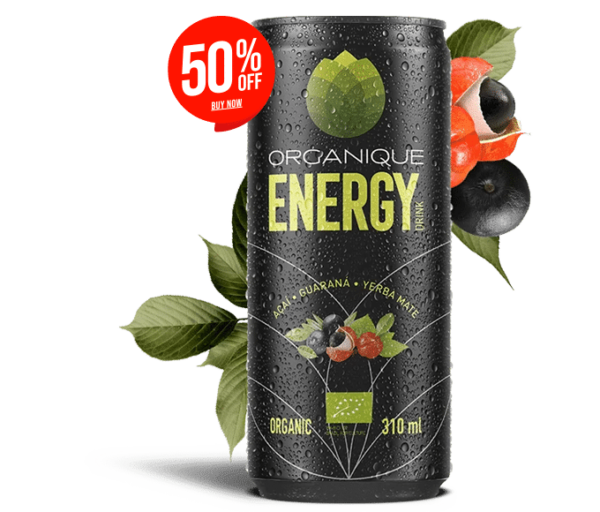 50%
OFF
BUY NOW
ORGANIQUE
ENERGY
DRINK
AÇAÍ • GUARANÁ • YERBA MATE
ORGANIC
310 ml